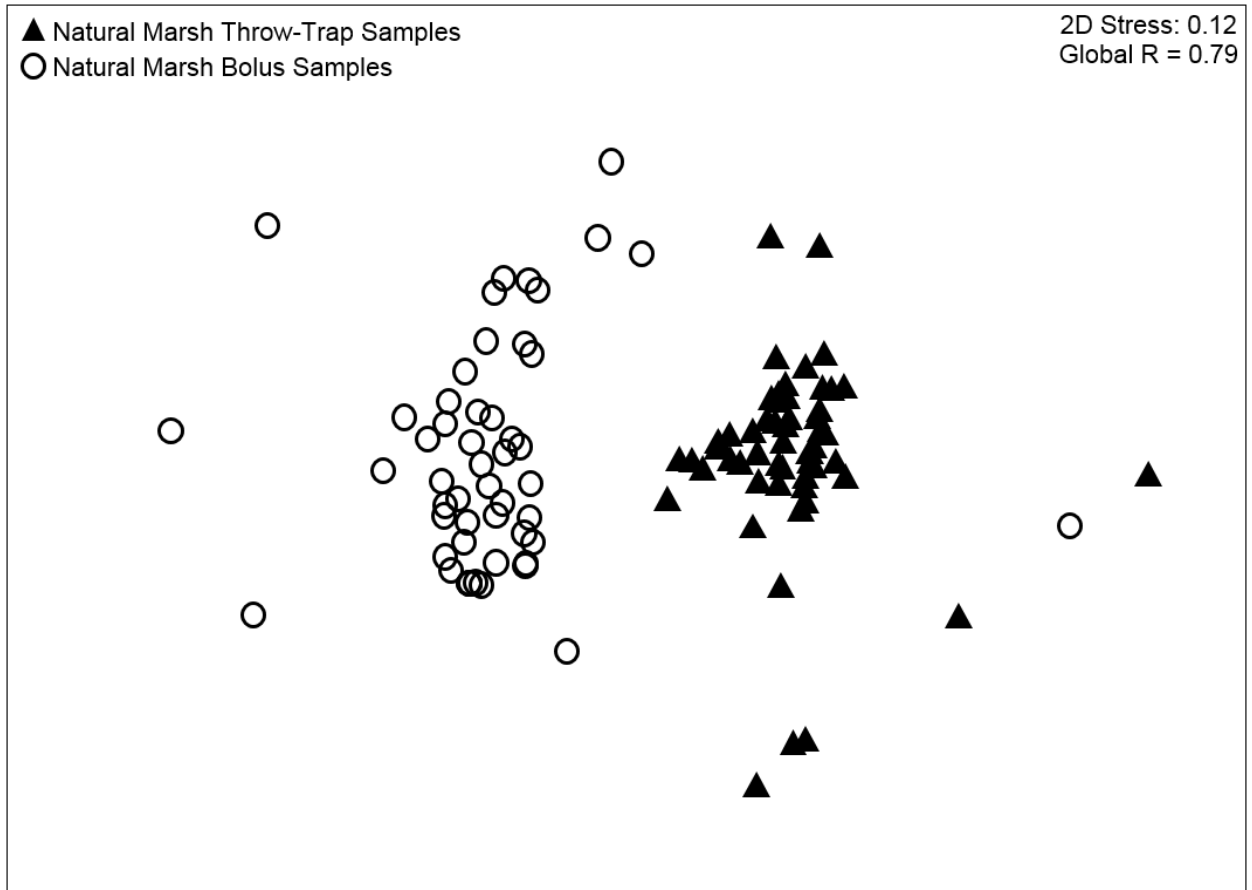 Natural Marsh Throw-Trap Samples
Natural Marsh Bolus Samples
2D Stress: 0.12
Global R = 0.79